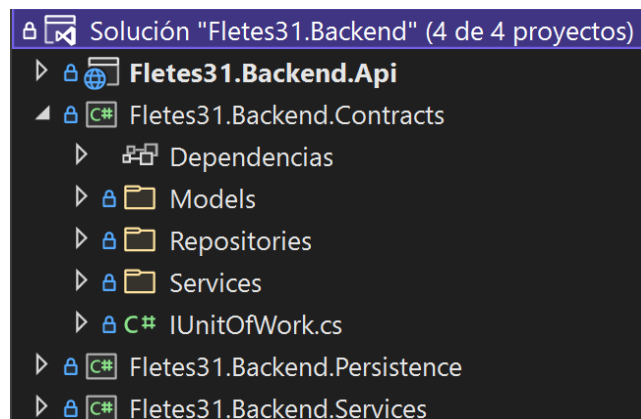 Solución "Fletes31.Backend" (4 de 4 proyectos)
Fletes31.Backend.Api
C# Fletes31.Backend.Contracts
Dependencias
Models
Repositories
Services
C# IUnitOfWork.cs
C# Fletes31.Backend.Persistence
C# Fletes31.Backend.Services